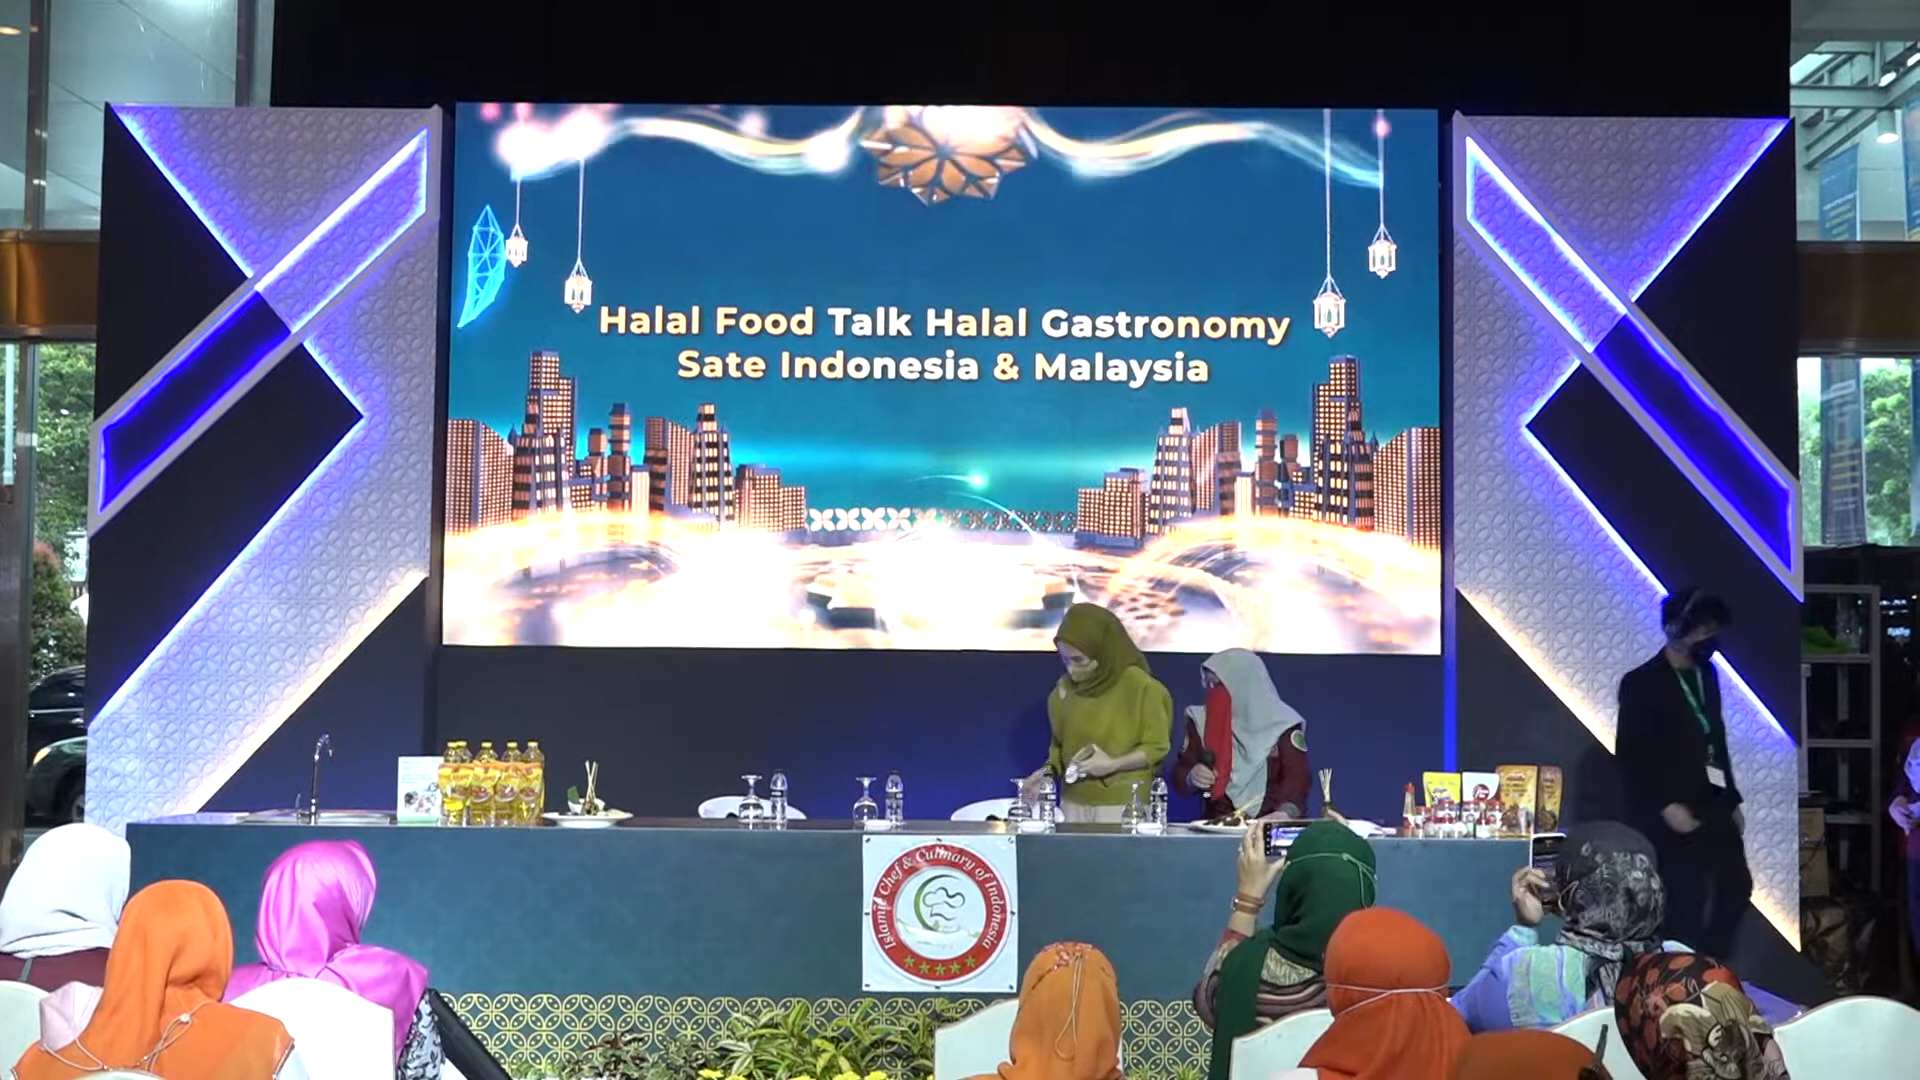 Halal Food Talk Halal Gastronomy
Sate Indonesia & Malaysia
Islamic Chef & Culinary of Indonesia